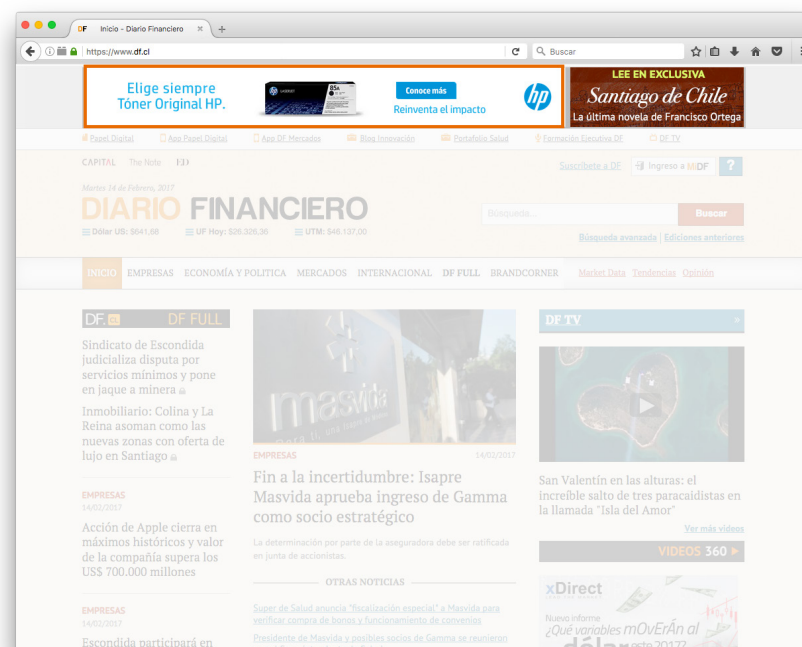 DF Inicio - Diario Financiero
https://www.df.cl
Buscar
Elige siempre
Tóner Original HP.
85A
Conoce más
Reinventa el impacto
hp
LEE EN EXCLUSIVA
Santiago de Chile
La última novela de Francisco Ortega
Papel Digital
App Papel Digital
App DF Mercados
Blog Innovación
Portafolio Salud
Formación Ejecutiva DF
DF TV
CAPITAL The Note ED
Suscríbete a DF
Ingreso a MiDF
?
Martes 14 de Febrero, 2017
DIARIO FINANCIERO
Búsqueda...
Buscar
Dólar US: $641,68
UF Hoy: $26.326,36
UTM: $46.137,00
Búsqueda avanzada | Ediciones anteriores
INICIO EMPRESAS ECONOMÍA Y POLITICA MERCADOS INTERNACIONAL DF FULL BRANDCORNER Market Data Tendencias Opinión
DF.CL DF FULL
Sindicato de Escondida
judicializa disputa por
servicios mínimos y pone
en jaque a minera
Inmobiliario: Colina y La
Reina asoman como las
nuevas zonas con oferta de
lujo en Santiago
EMPRESAS
14/02/2017
Acción de Apple cierra en
máximos históricos y valor
de la compañía supera los
US$ 700.000 millones
EMPRESAS
14/02/2017
Escondida participará en
masvida
EMPRESAS
14/02/2017
Fin a la incertidumbre: Isapre
Masvida aprueba ingreso de Gamma
como socio estratégico
La determinación por parte de la aseguradora debe ser ratificada
en junta de accionistas.
OTRAS NOTICIAS
Super de Salud anuncia "fiscalización especial" a Masvida para
verificar compra de bonos y funcionamiento de convenios
Presidente de Masvida y posibles socios de Gamma se reunieron
DF TV
San Valentín en las alturas: el
increíble salto de tres paracaidistas en
la llamada "Isla del Amor"
Ver más videos
VIDEOS 360
xDirect
Nuevo informe
¿Qué variables mOvErÁn al
dólar este 2017?